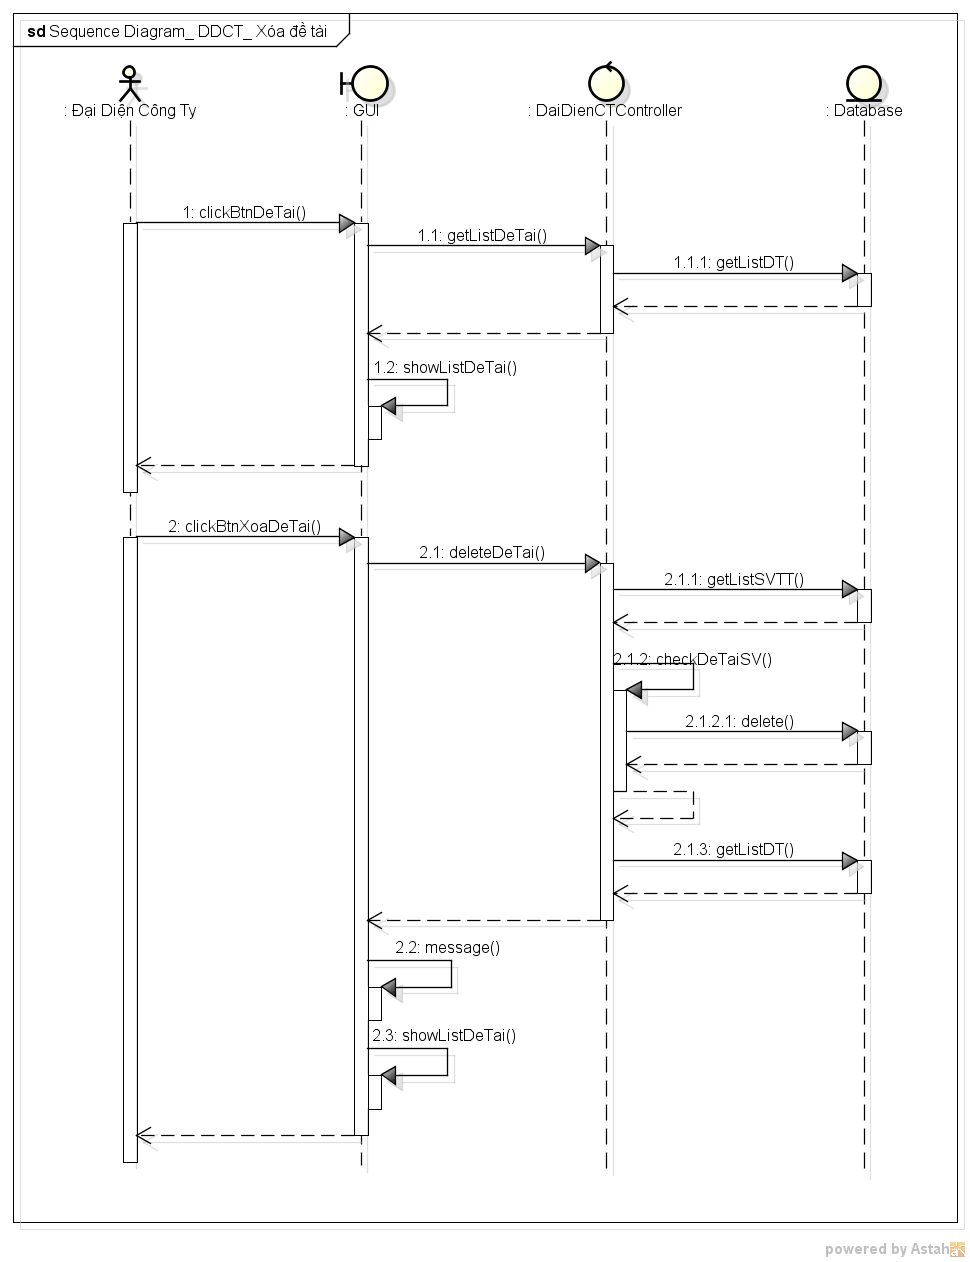 sd Sequence Diagram_ DDCT_ Xóa đề tài
: Đại Diện Công Ty
: GUI
: DaiDienCTController
: Database
1: clickBtnDeTai()
1.1: getListDeTai()
1.1.1: getListDT()
1.2: showListDeTai()
2: clickBtnXoaDeTai()
2.1: deleteDeTai()
2.1.1: getListSVTT()
2.1.2: checkDeTaiSV()
2.1.2.1: delete()
2.1.3: getListDT()
2.2: message()
2.3: showListDeTai()
powered by Astah